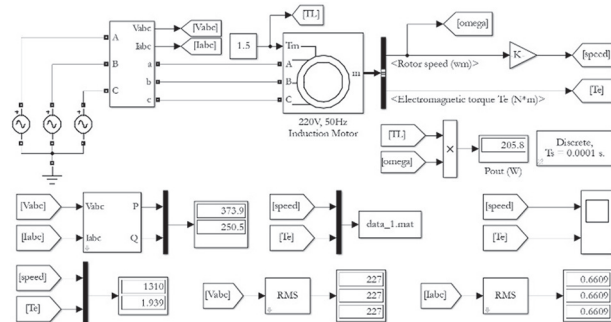 [Vabc]
[Iabc]
[TL]
[omega]
Vabc
Iabc
1.5
Tm
A
B
C
A
B
C
a
b
c
A
B
C
m
<Rotor speed (wm)>
K
[speed]
<Electromagnetic torque Te (N*m)>
[Te]
220V, 50Hz
Induction Motor
[TL]
[omega]
×
205.8
Pout (W)
Discrete,
Ts = 0.0001 s.
[Vabc]
[Iabc]
Vabc
Iabc
P
Q
373.9
250.5
[speed]
[Te]
data_1.mat
[speed]
[Te]
[speed]
[Te]
1310
1.939
[Vabc]
RMS
227
227
227
[Iabc]
RMS
0.6609
0.6609
0.6609